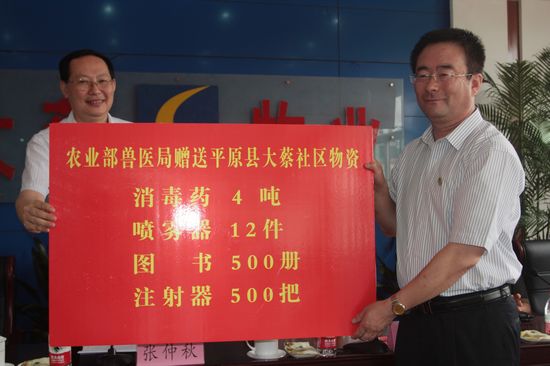 物业
农业部兽医局赠送平原县大蔡社区物资
消毒药 4 吨
喷雾器 12件
图 书 500册
注射器 500把
张仲秋